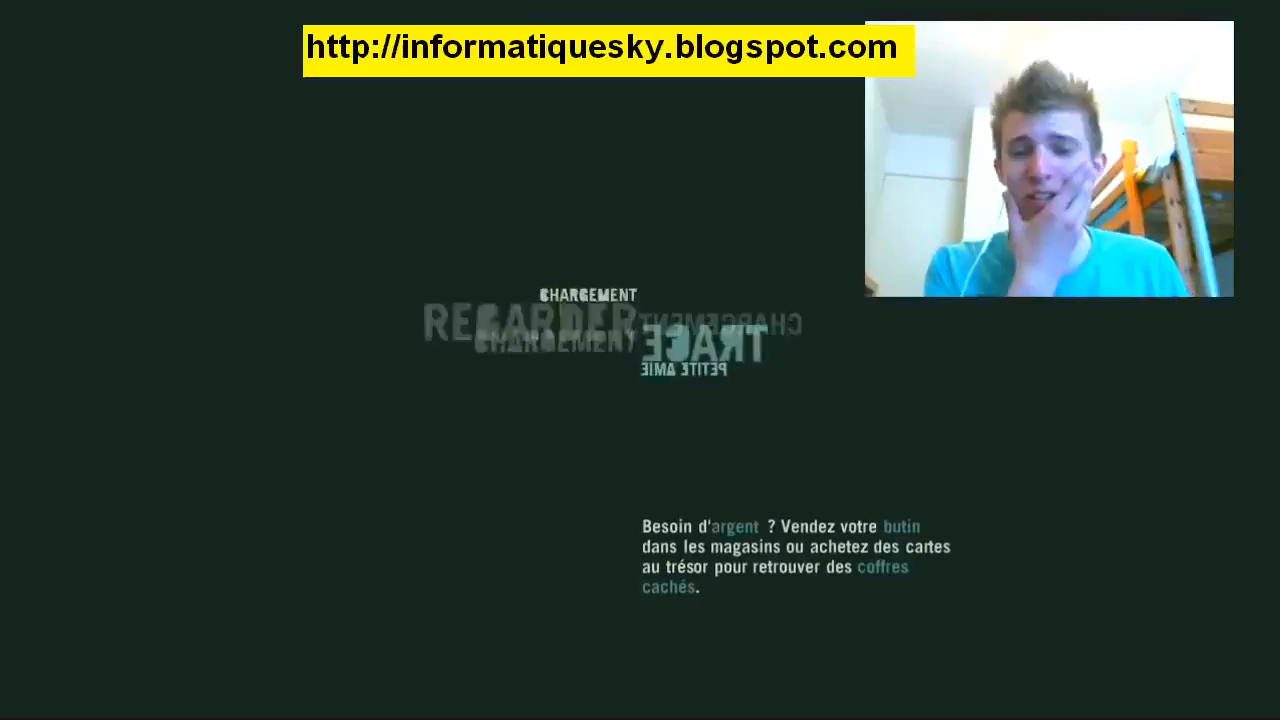 http://informatiquesky.blogspot.com
CHARGEMENT
REGARDER
CHARGEMENT
CHARGEMENT
TRACE
PETITE AMIE
Besoin d'argent ? Vendez votre butin
dans les magasins ou achetez des cartes
au trésor pour retrouver des coffres
cachés.